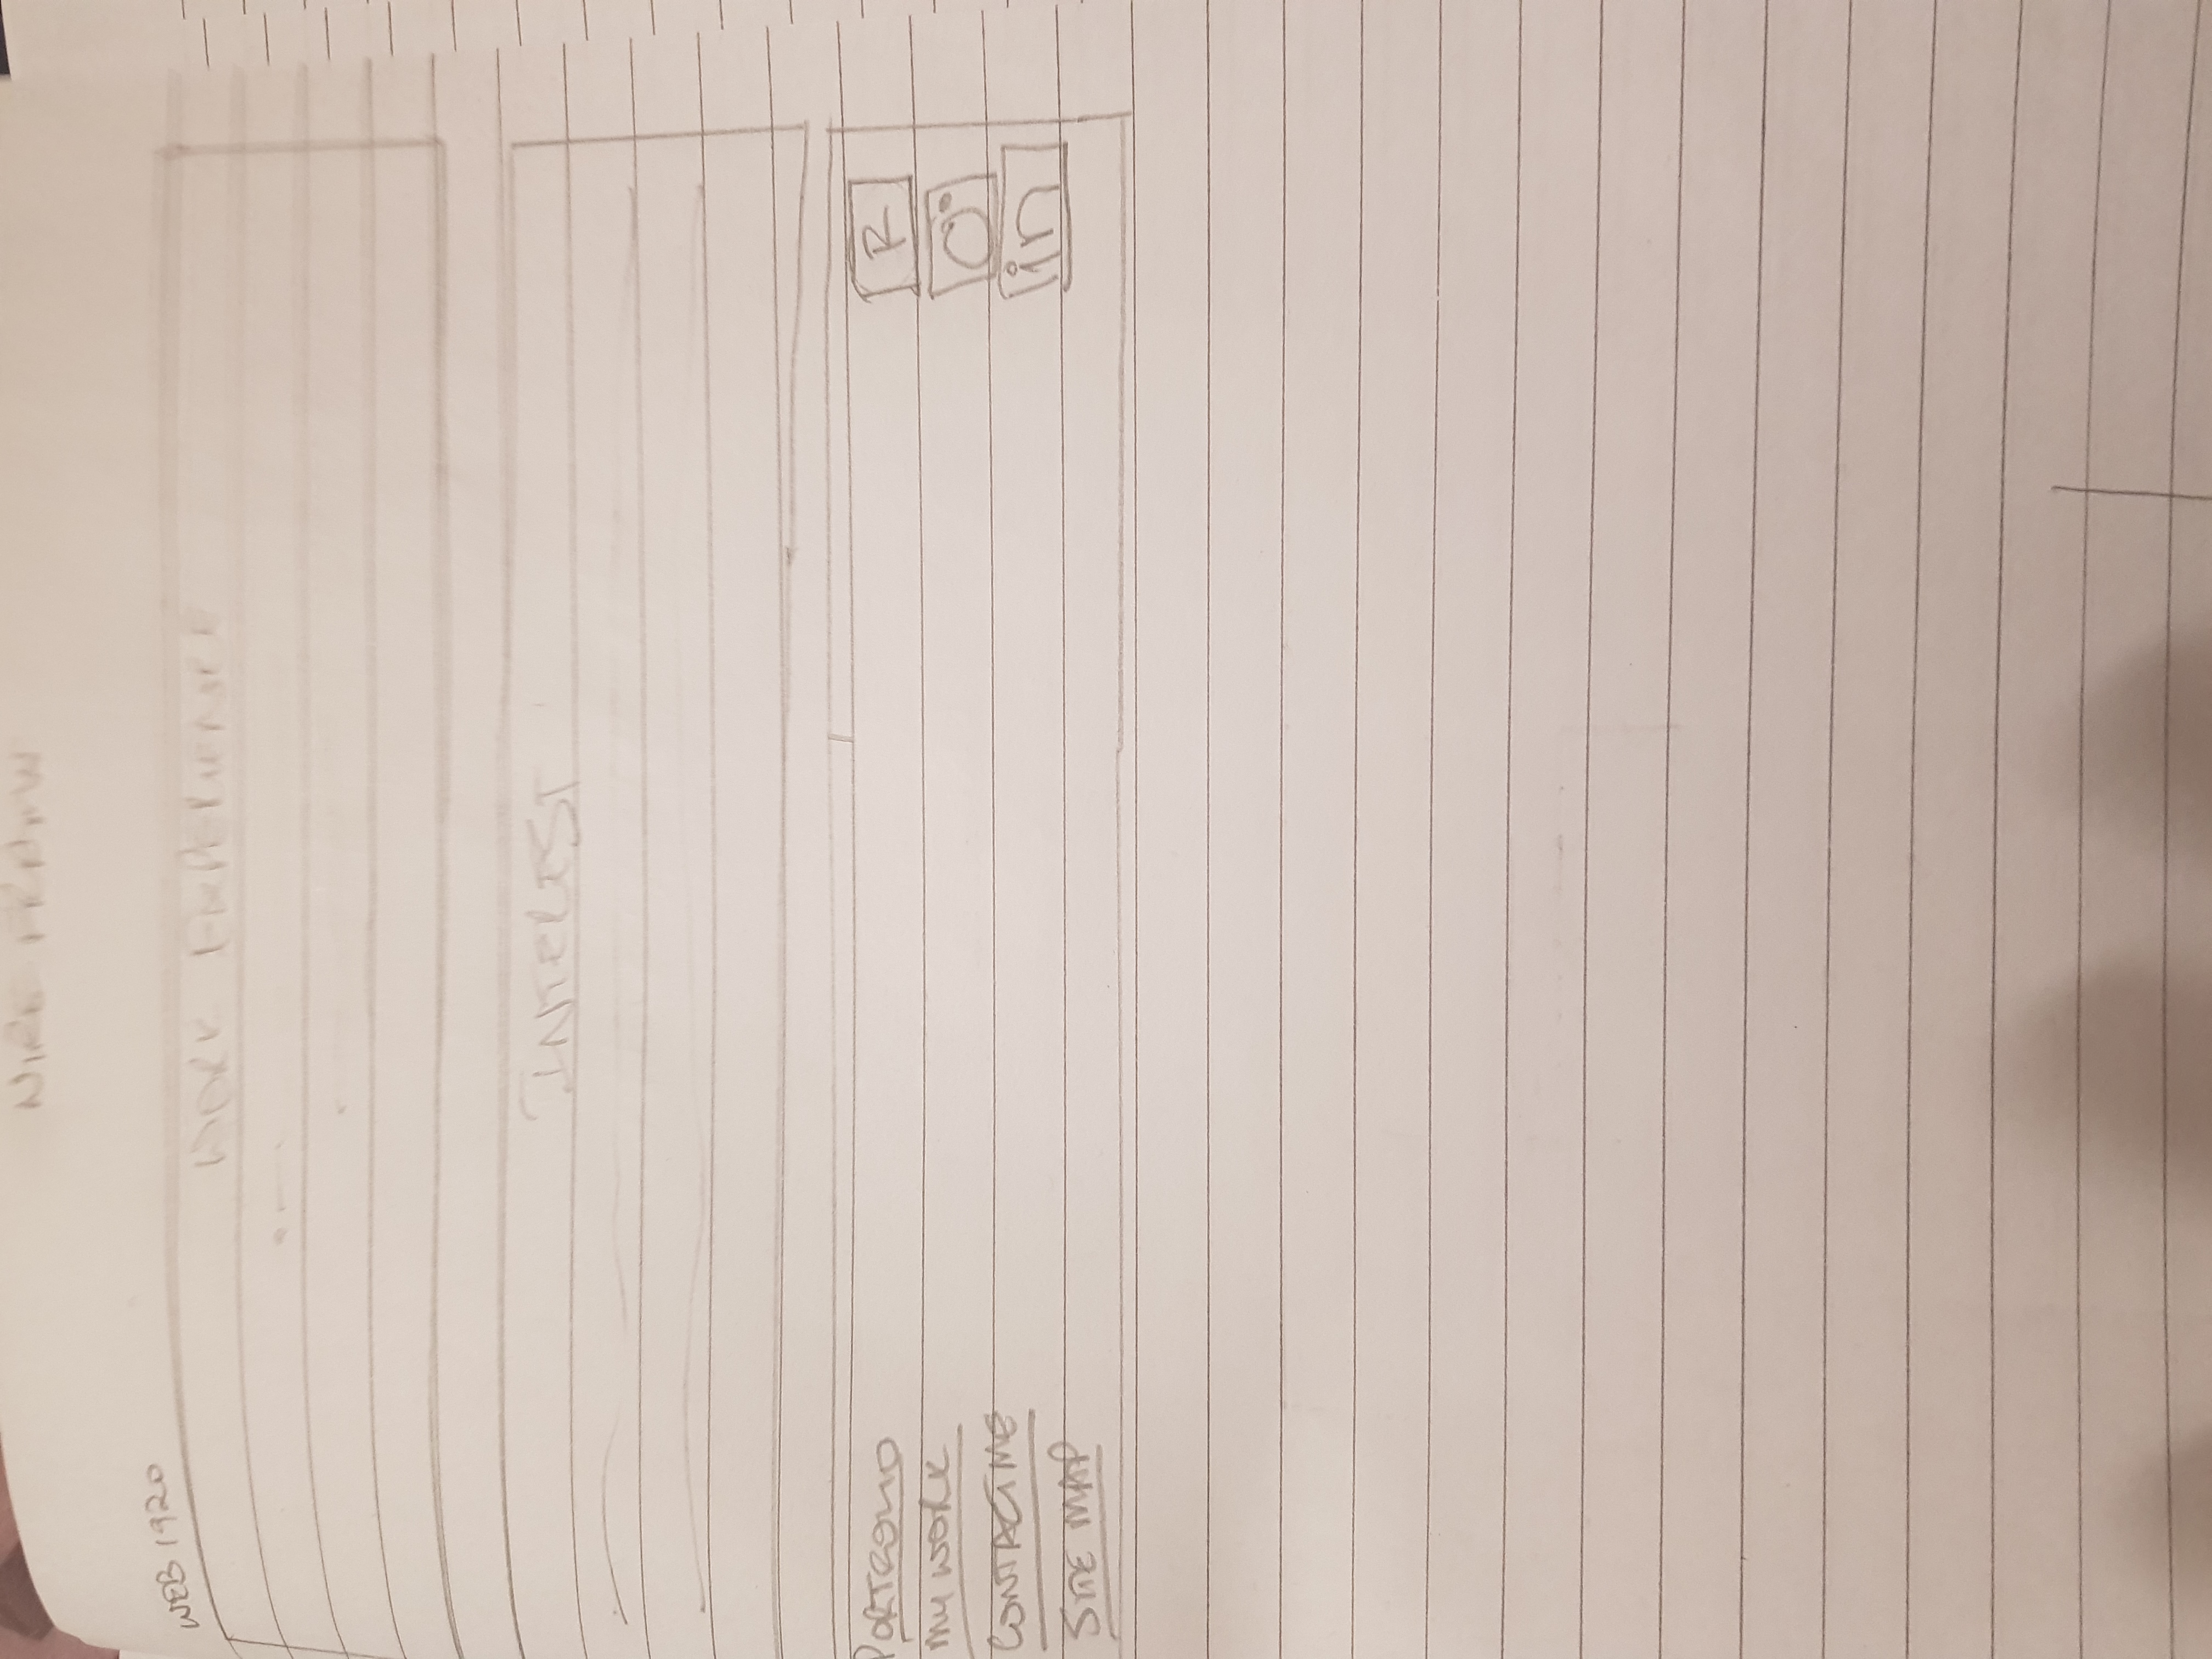 WIRE FRAME
WEB 1920
WORK EXPERIENCE
INTEREST
PORTFOLIO
R
MY WORK
CONTACT ME
in
SITE MAP